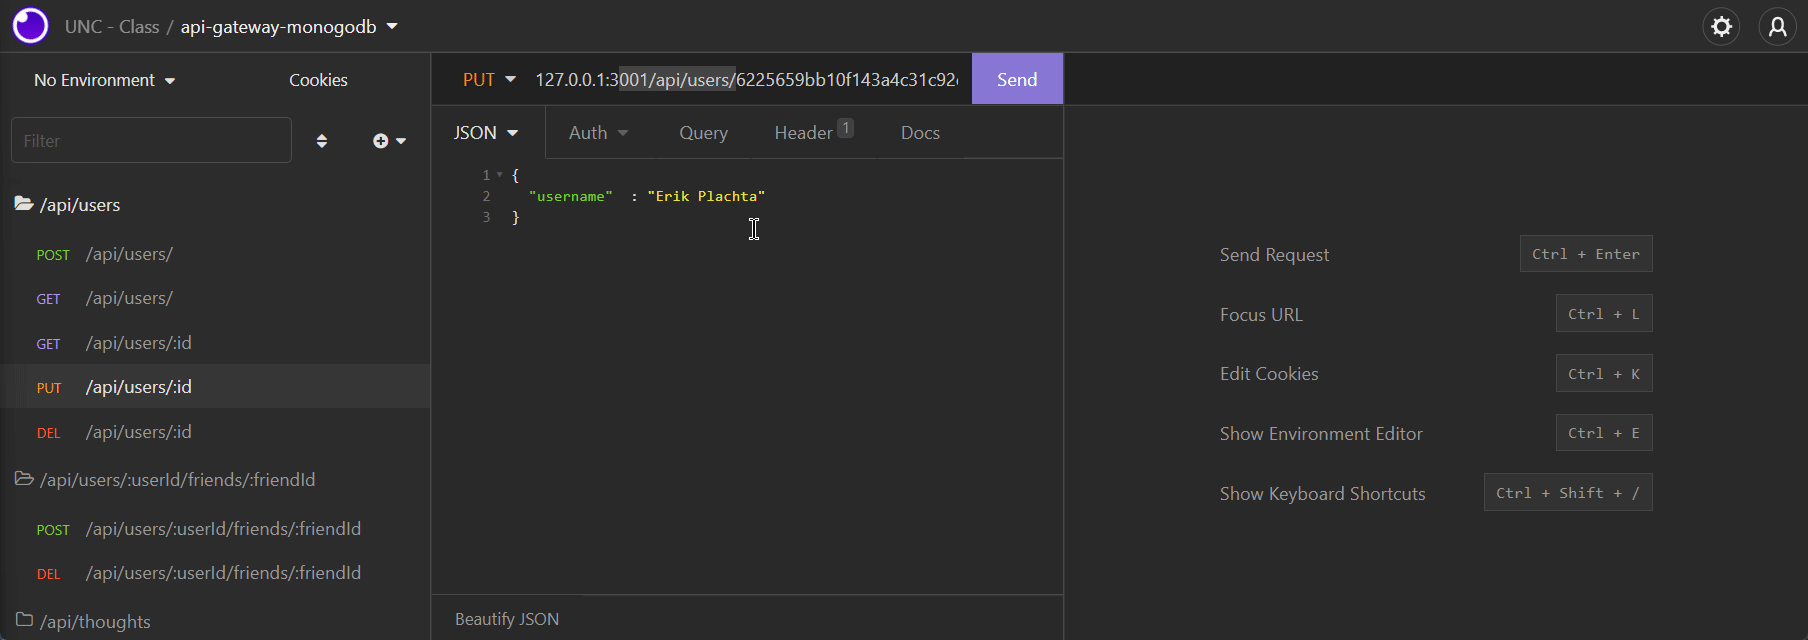 UNC - Class / api-gateway-monogodb
No Environment
Cookies
Filter
/api/users
POST /api/users/
GET /api/users/
GET /api/users/:id
PUT /api/users/:id
DEL /api/users/:id
/api/users/:userId/friends/:friendId
POST /api/users/:userId/friends/:friendId
DEL /api/users/:userId/friends/:friendId
/api/thoughts
PUT 127.0.0.1:3001/api/users/6225659bb10f143a4c31c92 Send
JSON Auth Query Header 1 Docs
1 {
2 "username" : "Erik Plachta"
3 }
Beautify JSON
Send Request Ctrl + Enter
Focus URL Ctrl + L
Edit Cookies Ctrl + K
Show Environment Editor Ctrl + E
Show Keyboard Shortcuts Ctrl + Shift + /